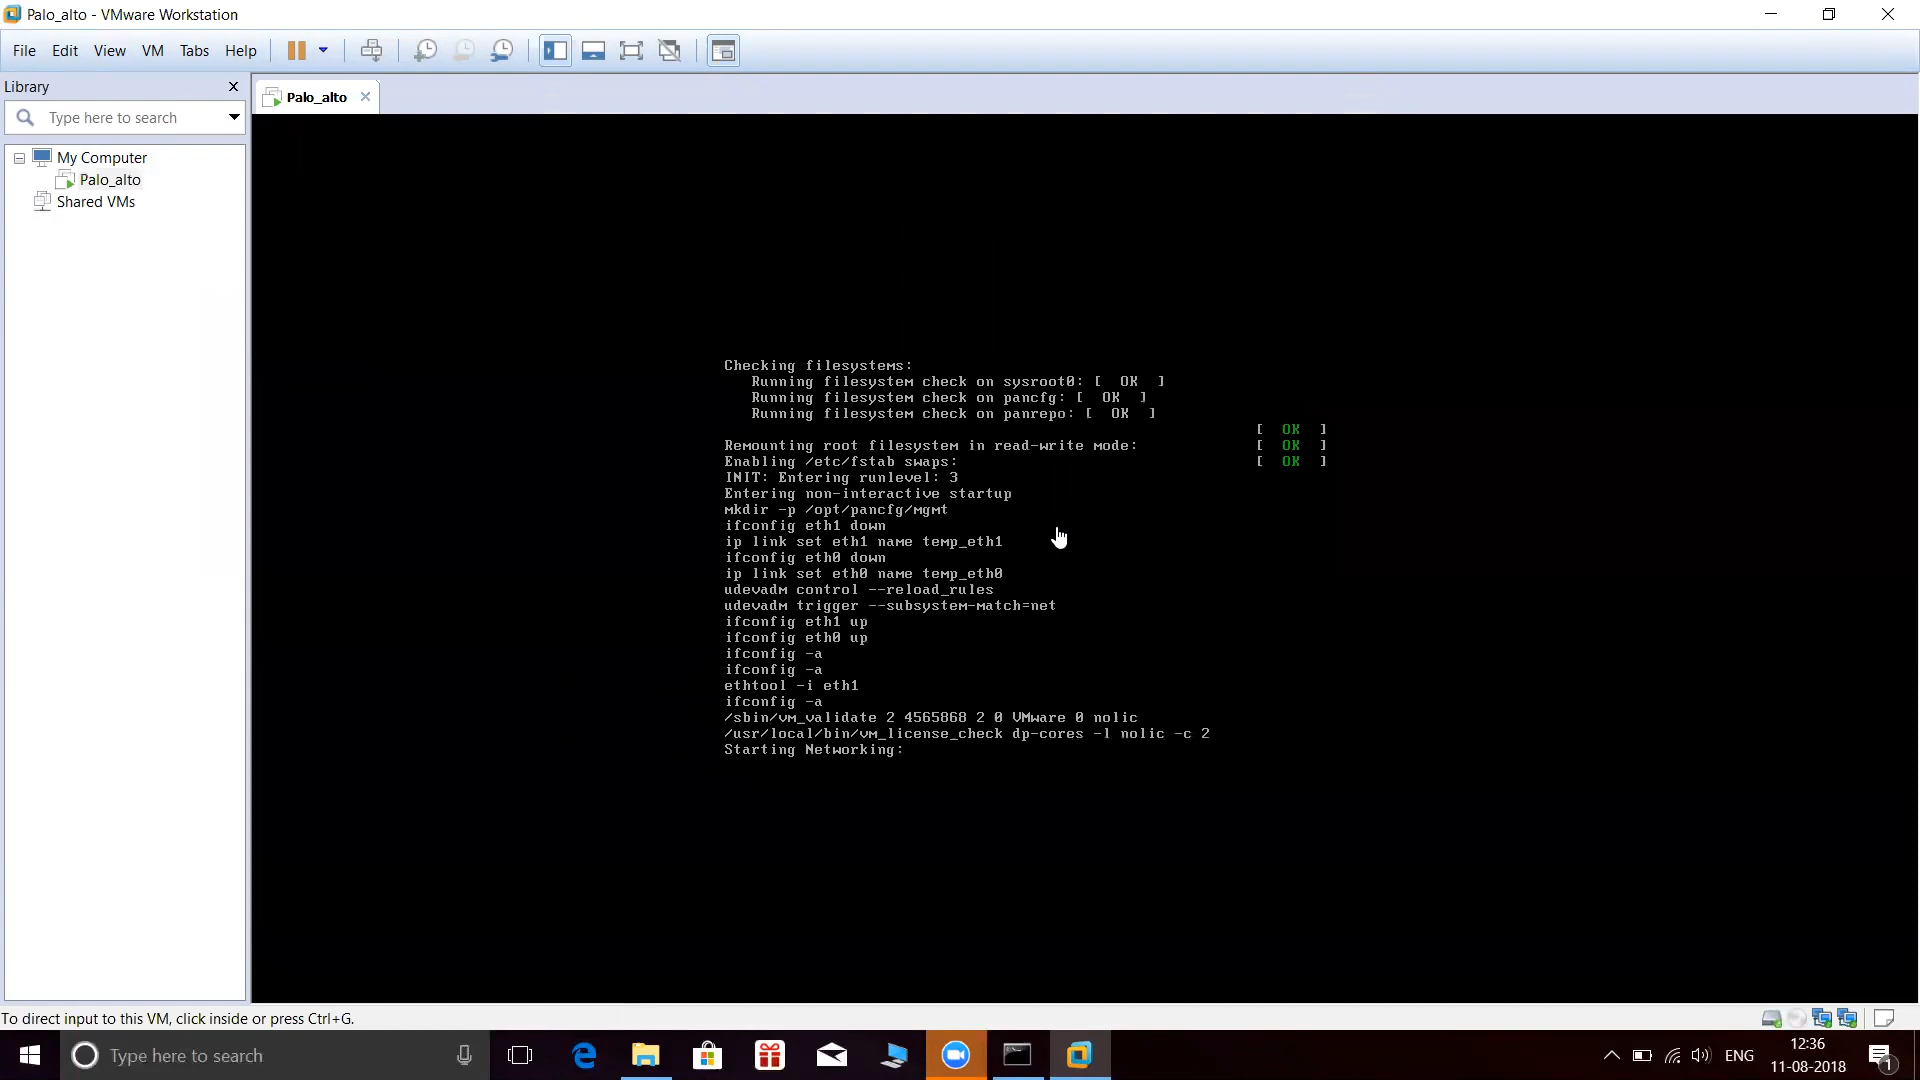 Palo_alto - VMware Workstation
File Edit View VM Tabs Help
Library
Type here to search
My Computer
Palo_alto
Shared VMs
Palo_alto
Checking filesystems:
Running filesystem check on sysroot0: [ OK ]
Running filesystem check on pancfg: [ OK ]
Running filesystem check on panrepo: [ OK ]
[ OK ]
Remounting root filesystem in read-write mode: [ OK ]
Enabling /etc/fstab swaps: [ OK ]
INIT: Entering runlevel: 3
Entering non-interactive startup
mkdir -p /opt/pancfg/mgmt
ifconfig eth1 down
ip link set eth1 name temp_eth1
ifconfig eth0 down
ip link set eth0 name temp_eth0
udevadm control --reload_rules
udevadm trigger --subsystem-match=net
ifconfig eth1 up
ifconfig eth0 up
ifconfig -a
ifconfig -a
ethtool -i eth1
ifconfig -a
/sbin/vm_validate 2 4565868 2 0 VMware 0 nolic
/usr/local/bin/vm_license_check dp-cores -l nolic -c 2
Starting Networking:
To direct input to this VM, click inside or press Ctrl+G.
Type here to search
ENG
12:36
11-08-2018
1